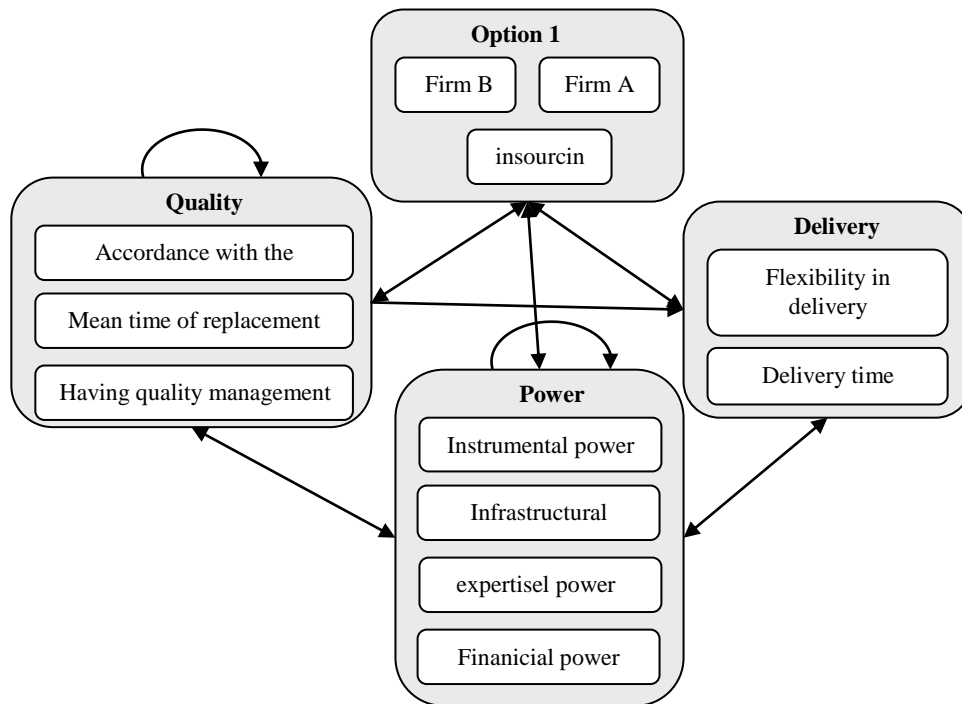 Option 1
Firm B
Firm A
insourcin
Quality
Accordance with the
Mean time of replacement
Having quality management
Delivery
Flexibility in
delivery
Delivery time
Power
Instrumental power
Infrastructural
expertisel power
Finanicial power